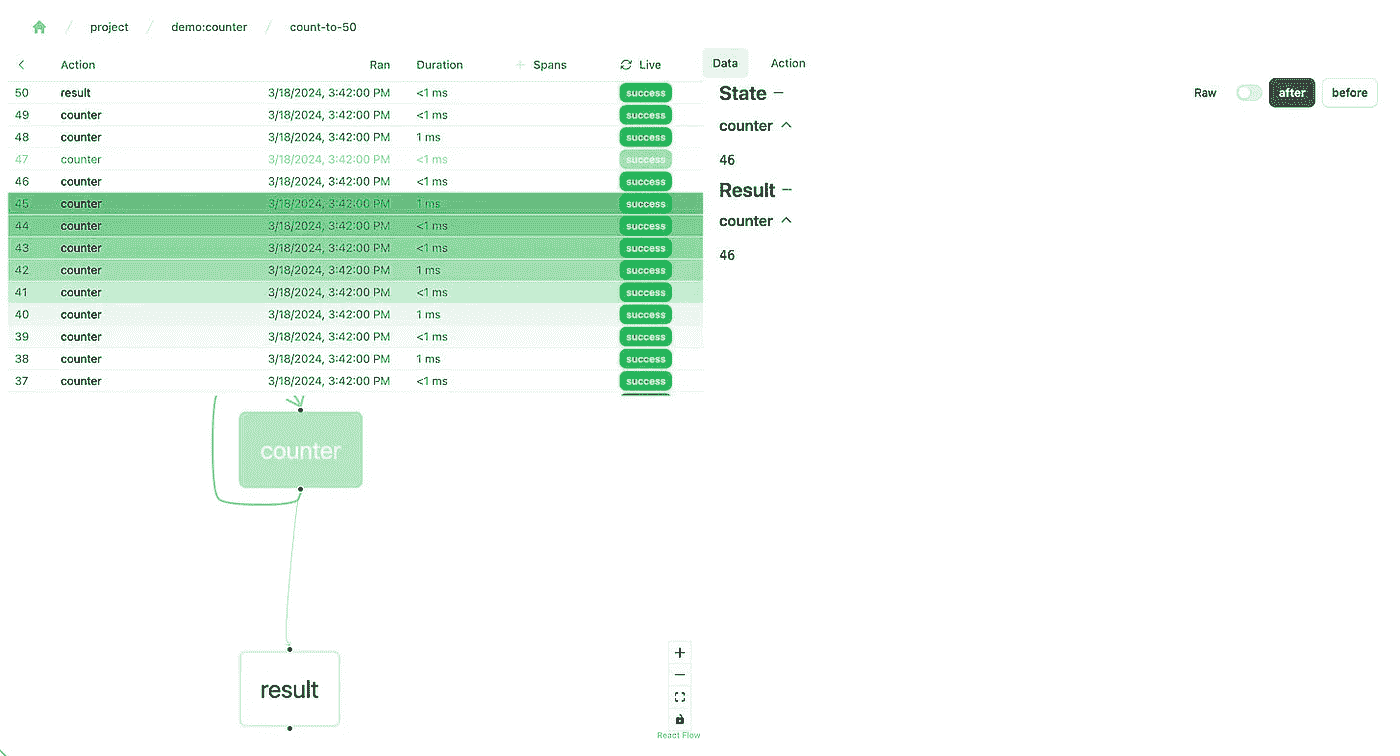 project / demo:counter / count-to-50
Action Ran Duration + Spans Live
50 result 3/18/2024, 3:42:00 PM <1 ms success
49 counter 3/18/2024, 3:42:00 PM <1 ms success
48 counter 3/18/2024, 3:42:00 PM 1 ms success
47 counter 3/18/2024, 3:42:00 PM <1 ms success
46 counter 3/18/2024, 3:42:00 PM <1 ms success
45 counter 3/18/2024, 3:42:00 PM 1 ms success
44 counter 3/18/2024, 3:42:00 PM <1 ms success
43 counter 3/18/2024, 3:42:00 PM <1 ms success
42 counter 3/18/2024, 3:42:00 PM 1 ms success
41 counter 3/18/2024, 3:42:00 PM <1 ms success
40 counter 3/18/2024, 3:42:00 PM 1 ms success
39 counter 3/18/2024, 3:42:00 PM <1 ms success
38 counter 3/18/2024, 3:42:00 PM 1 ms success
37 counter 3/18/2024, 3:42:00 PM <1 ms success
counter
result
React Flow
Data Action
State
Raw after before
counter
46
Result
counter
46